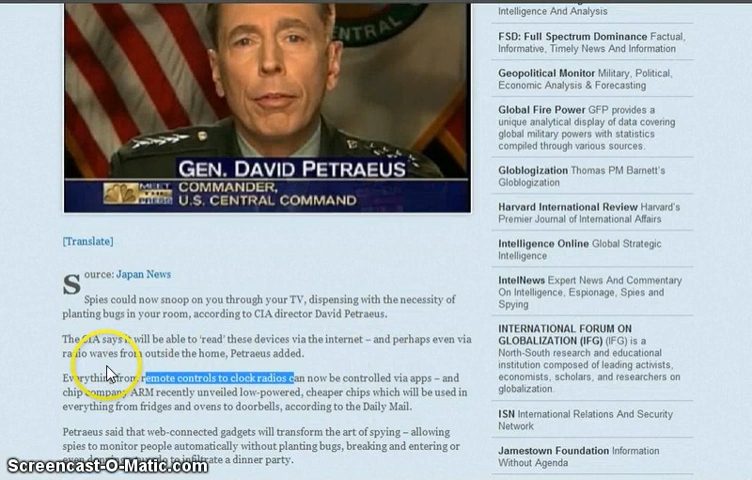 CENTRAL
GEN. DAVID PETRAEUS
MEET THE PRESS
COMMANDER,
U.S. CENTRAL COMMAND
[Translate]
Source: Japan News
Spies could now snoop on you through your TV, dispensing with the necessity of
planting bugs in your room, according to CIA director David Petraeus.
The CIA says it will be able to 'read' these devices via the internet – and perhaps even via
radio waves from outside the home, Petraeus added.
Everything from remote controls to clock radios can now be controlled via apps – and
chip company ARM recently unveiled low-powered, cheaper chips which will be used in
everything from fridges and ovens to doorbells, according to the Daily Mail.
Petraeus said that web-connected gadgets will transform the art of spying – allowing
spies to monitor people automatically without planting bugs, breaking and entering or
even donning a tuxedo to infiltrate a dinner party.
Intelligence And Analysis
FSD: Full Spectrum Dominance Factual,
Informative, Timely News And Information
Geopolitical Monitor Military, Political,
Economic Analysis & Forecasting
Global Fire Power GFP provides a
unique analytical display of data covering
global military powers with statistics
compiled through various sources.
Globlogization Thomas PM Barnett's
Globlogization
Harvard International Review Harvard's
Premier Journal of International Affairs
Intelligence Online Global Strategic
Intelligence
IntelNews Expert News And Commentary
On Intelligence, Espionage, Spies and
Spying
INTERNATIONAL FORUM ON
GLOBALIZATION (IFG) (IFG) is a
North-South research and educational
institution composed of leading activists,
economists, scholars, and researchers on
globalization.
ISN International Relations And Security
Network
Jamestown Foundation Information
Without Agenda
Screencast-O-Matic.com